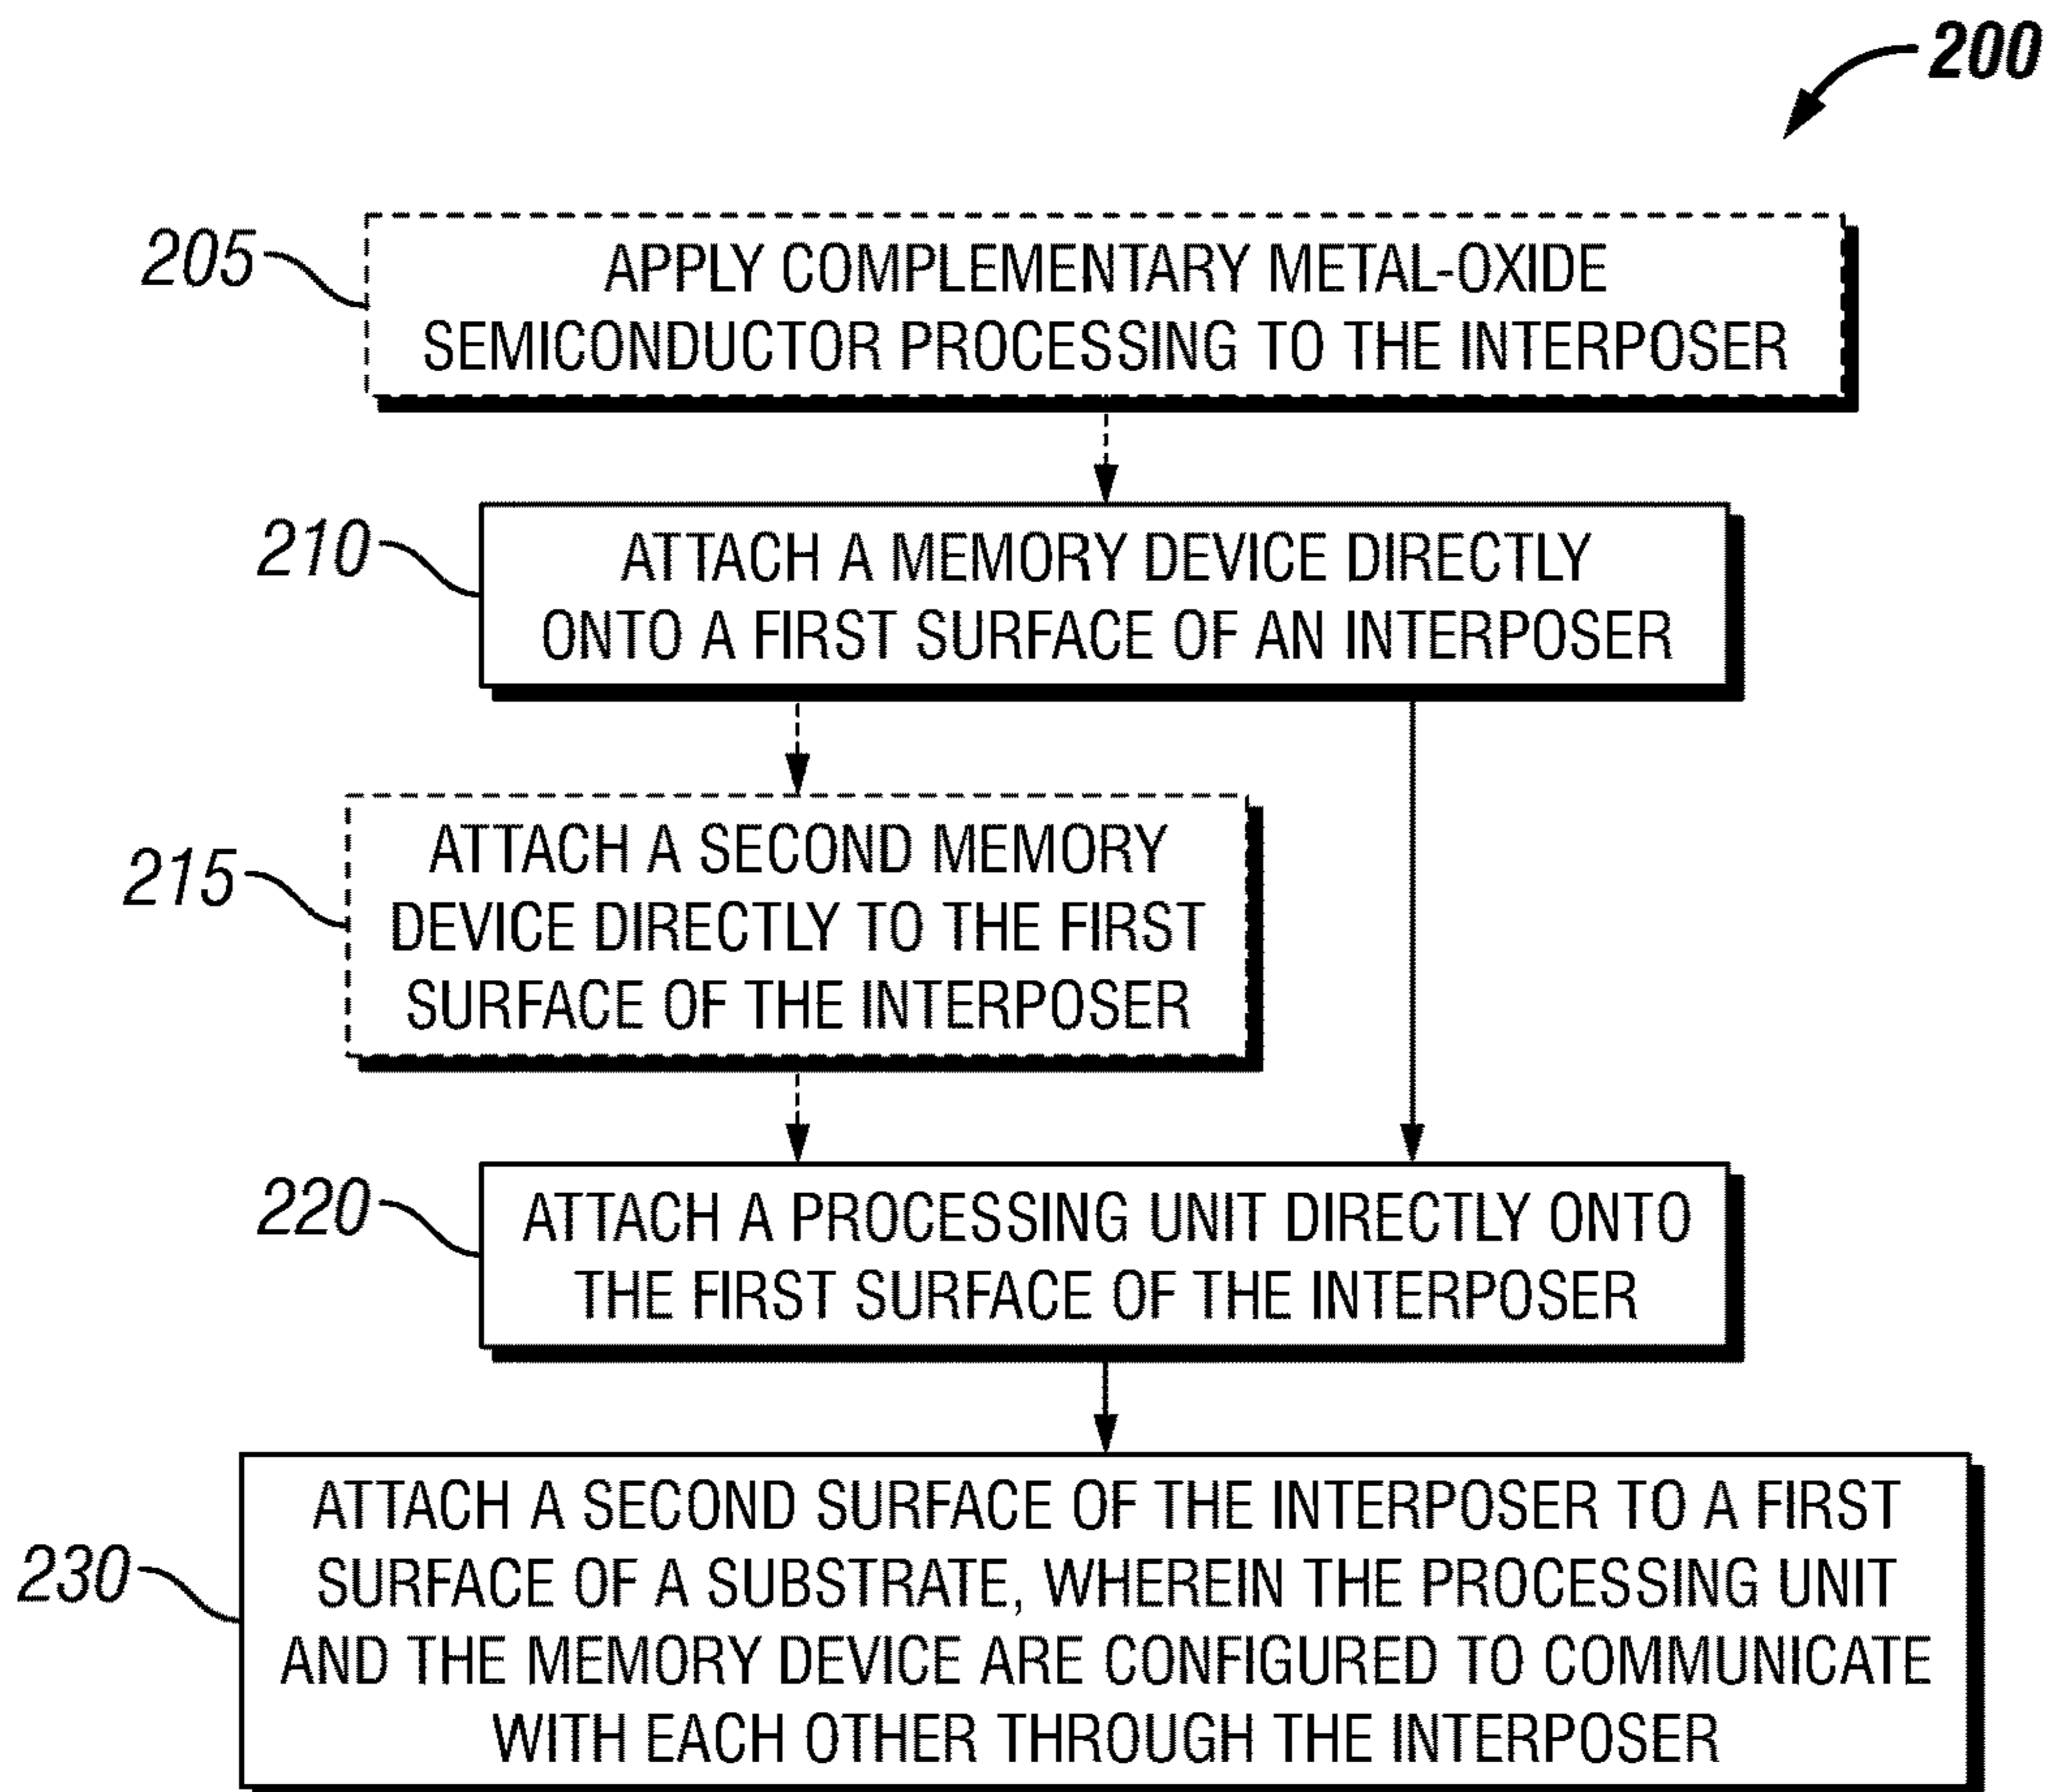 200
205
APPLY COMPLEMENTARY METAL-OXIDE
SEMICONDUCTOR PROCESSING TO THE INTERPOSER
210
ATTACH A MEMORY DEVICE DIRECTLY
ONTO A FIRST SURFACE OF AN INTERPOSER
215
ATTACH A SECOND MEMORY
DEVICE DIRECTLY TO THE FIRST
SURFACE OF THE INTERPOSER
220
ATTACH A PROCESSING UNIT DIRECTLY ONTO
THE FIRST SURFACE OF THE INTERPOSER
230
ATTACH A SECOND SURFACE OF THE INTERPOSER TO A FIRST
SURFACE OF A SUBSTRATE, WHEREIN THE PROCESSING UNIT
AND THE MEMORY DEVICE ARE CONFIGURED TO COMMUNICATE
WITH EACH OTHER THROUGH THE INTERPOSER